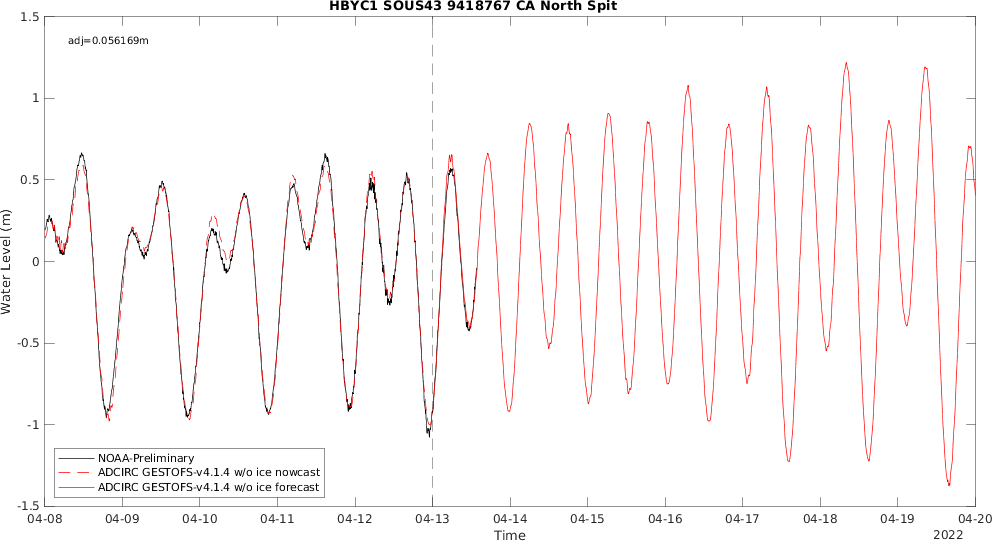 HBYC1 SOUS43 9418767 CA North Spit
1.5
adj=0.056169m
1
0.5
0
-0.5
-1
-1.5
Water Level (m)
NOAA-Preliminary
ADCIRC GESTOFS-v4.1.4 w/o ice nowcast
ADCIRC GESTOFS-v4.1.4 w/o ice forecast
04-08 04-09 04-10 04-11 04-12 04-13 04-14 04-15 04-16 04-17 04-18 04-19 04-20
Time
2022